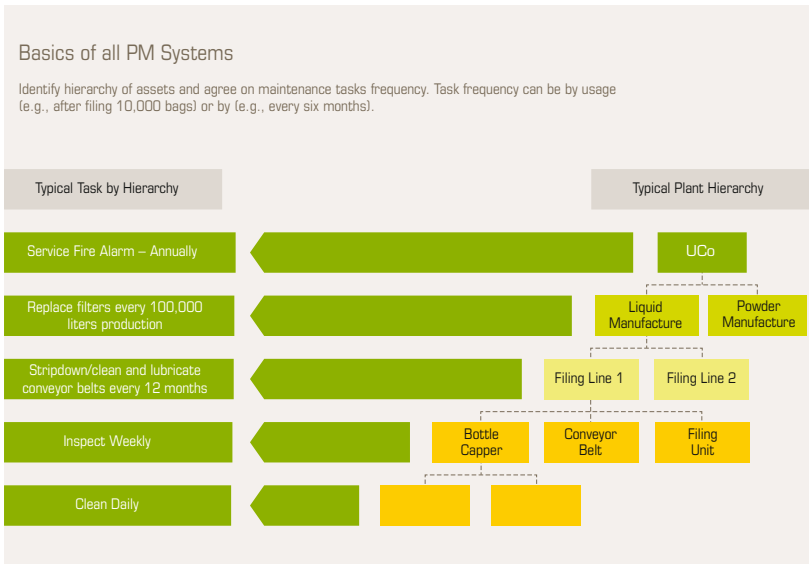 Basics of all PM Systems
Identify hierarchy of assets and agree on maintenance tasks frequency. Task frequency can be by usage
(e.g., after filing 10,000 bags) or by (e.g., every six months).
Typical Task by Hierarchy
Typical Plant Hierarchy
Service Fire Alarm – Annually
UCo
Replace filters every 100,000
liters production
Liquid
Manufacture
Powder
Manufacture
Stripdown/clean and lubricate
conveyor belts every 12 months
Filing Line 1
Filing Line 2
Inspect Weekly
Bottle
Capper
Conveyor
Belt
Filing
Unit
Clean Daily